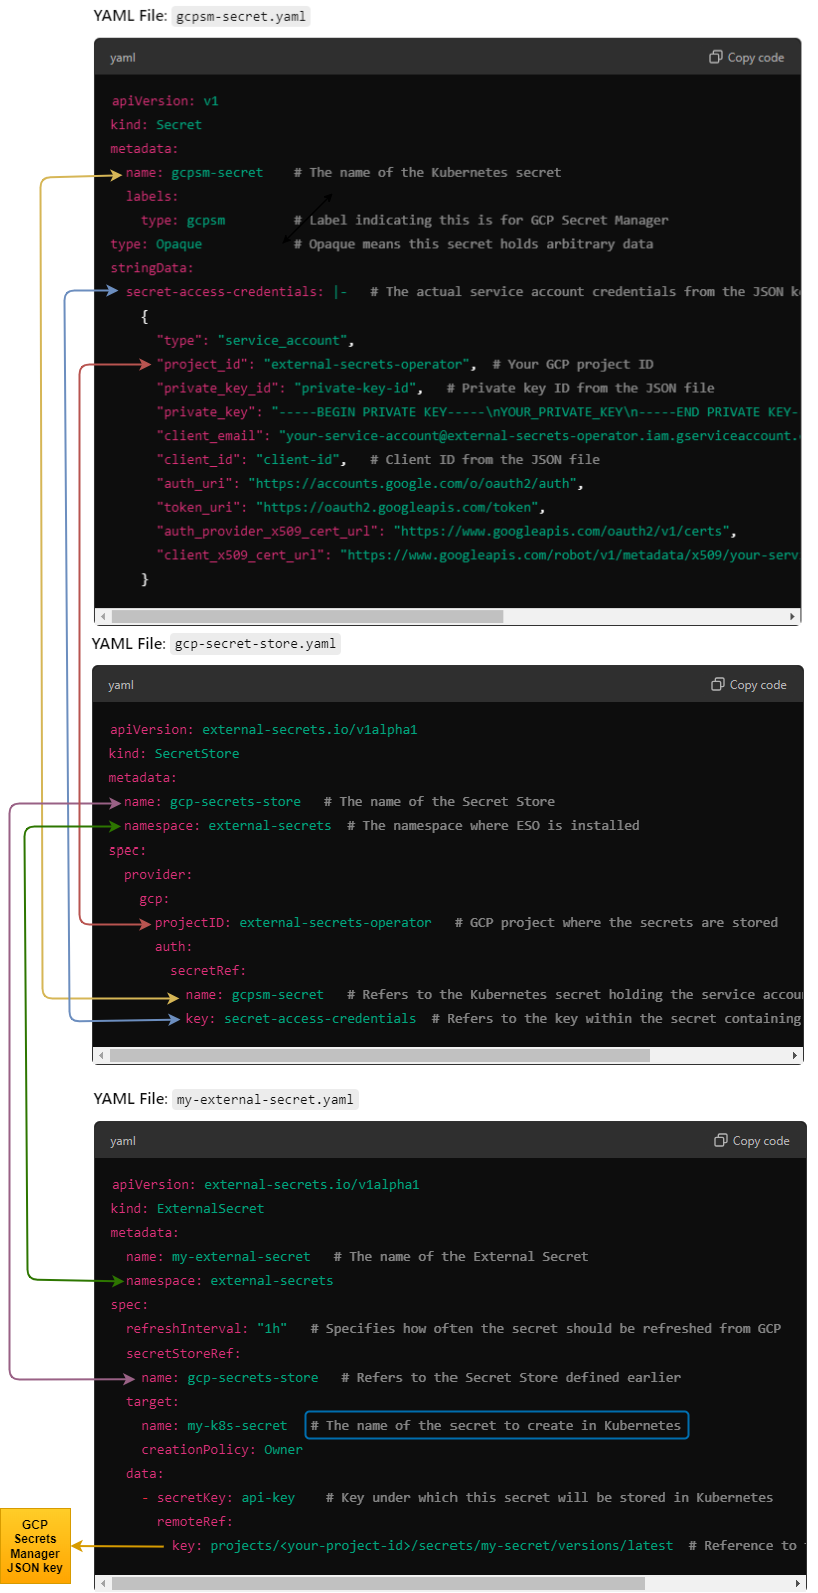 YAML File: gcpsm-secret.yaml
yaml
Copy code
apiVersion: v1
kind: Secret
metadata:
  name: gcpsm-secret    # The name of the Kubernetes secret
  labels:
    type: gcpsm         # Label indicating this is for GCP Secret Manager
type: Opaque            # Opaque means this secret holds arbitrary data
stringData:
  secret-access-credentials: |-   # The actual service account credentials from the JSON
    {
      "type": "service_account",
      "project_id": "external-secrets-operator",  # Your GCP project ID
      "private_key_id": "private-key-id",   # Private key ID from the JSON file
      "private_key": "-----BEGIN PRIVATE KEY-----\nYOUR_PRIVATE_KEY\n-----END PRIVATE KEY-
      "client_email": "your-service-account@external-secrets-operator.iam.gserviceaccount.
      "client_id": "client-id",   # Client ID from the JSON file
      "auth_uri": "https://accounts.google.com/o/oauth2/auth",
      "token_uri": "https://oauth2.googleapis.com/token",
      "auth_provider_x509_cert_url": "https://www.googleapis.com/oauth2/v1/certs",
      "client_x509_cert_url": "https://www.googleapis.com/robot/v1/metadata/x509/your-serv
    }
YAML File: gcp-secret-store.yaml
yaml
Copy code
apiVersion: external-secrets.io/v1alpha1
kind: SecretStore
metadata:
  name: gcp-secrets-store   # The name of the Secret Store
  namespace: external-secrets  # The namespace where ESO is installed
spec:
  provider:
    gcp:
      projectID: external-secrets-operator   # GCP project where the secrets are stored
      auth:
        secretRef:
          name: gcpsm-secret   # Refers to the Kubernetes secret holding the service accou
          key: secret-access-credentials  # Refers to the key within the secret containing
YAML File: my-external-secret.yaml
yaml
Copy code
apiVersion: external-secrets.io/v1alpha1
kind: ExternalSecret
metadata:
  name: my-external-secret   # The name of the External Secret
  namespace: external-secrets
spec:
  refreshInterval: "1h"   # Specifies how often the secret should be refreshed from GCP
  secretStoreRef:
    name: gcp-secrets-store   # Refers to the Secret Store defined earlier
  target:
    name: my-k8s-secret   # The name of the secret to create in Kubernetes
    creationPolicy: Owner
  data:
    - secretKey: api-key    # Key under which this secret will be stored in Kubernetes
      remoteRef:
        key: projects/<your-project-id>/secrets/my-secret/versions/latest  # Reference to
GCP
Secrets
Manager
JSON key